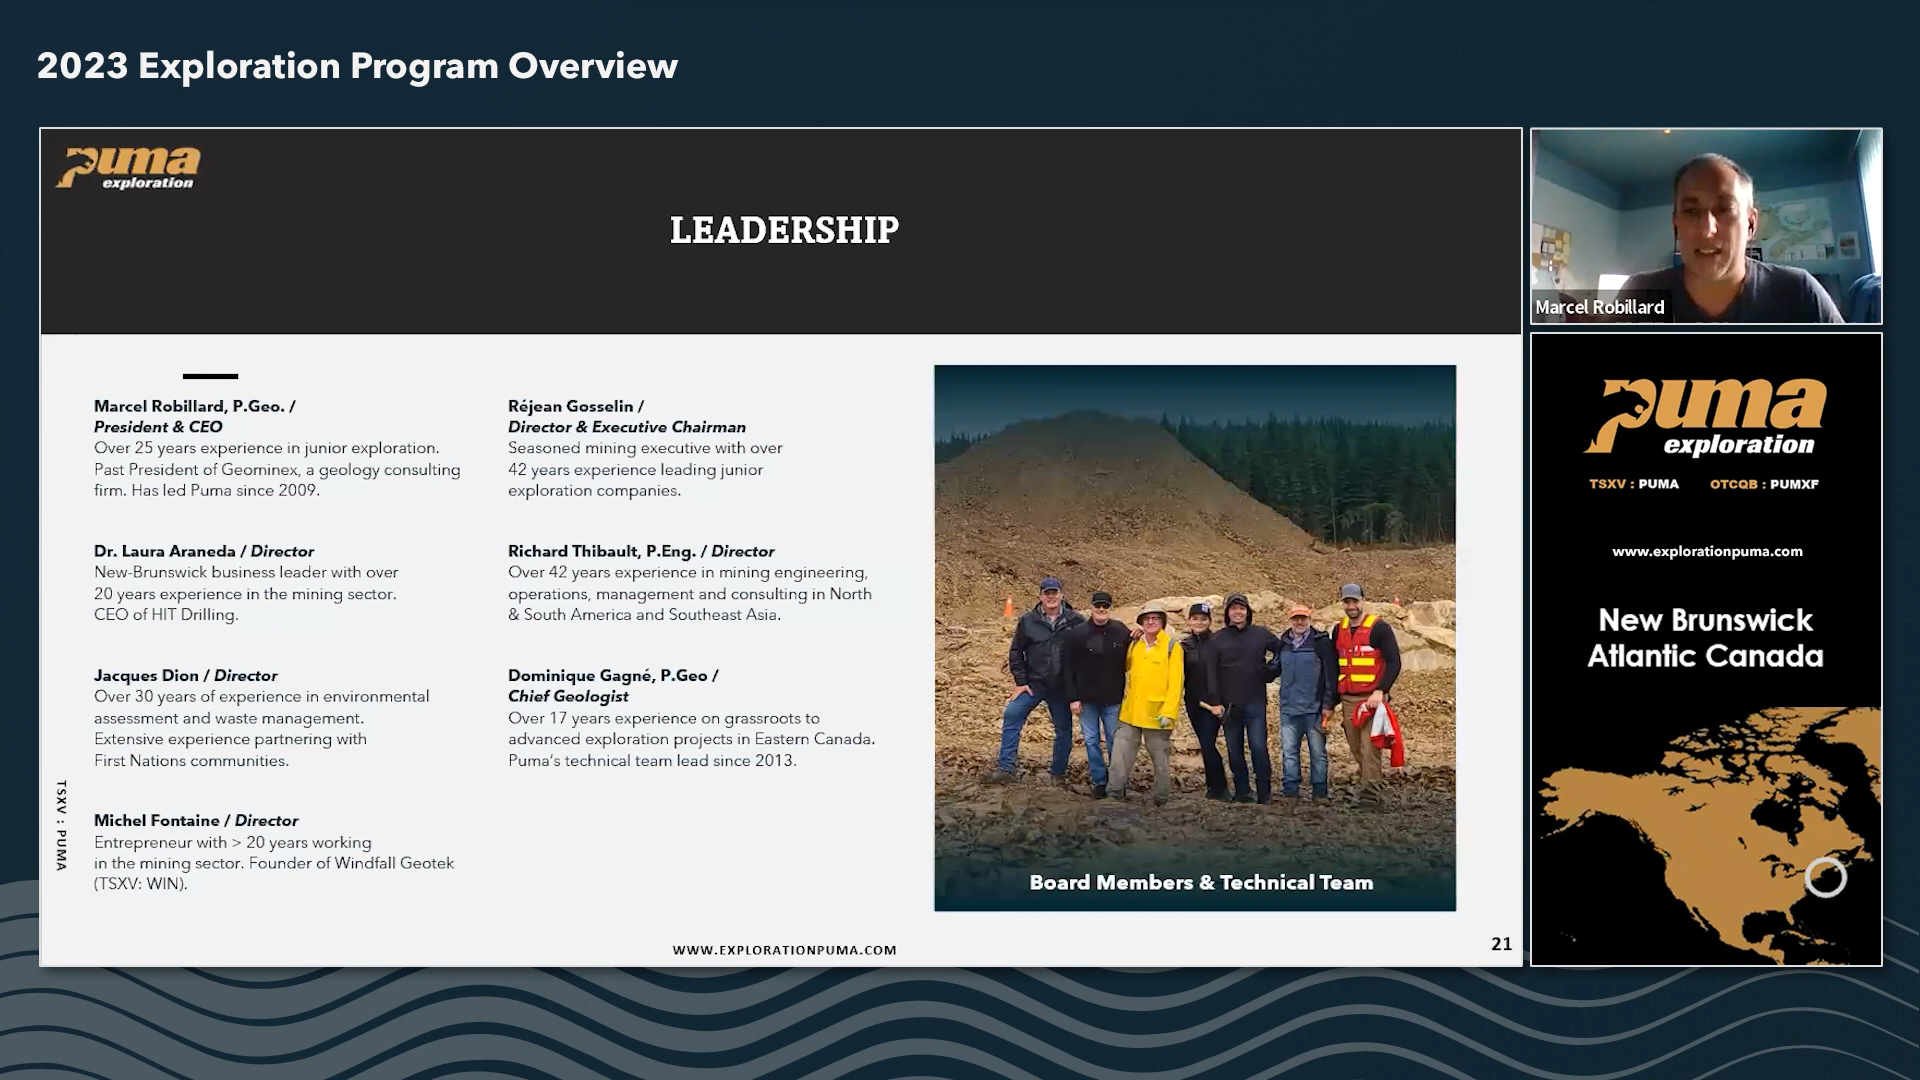 2023 Exploration Program Overview
puma
exploration
LEADERSHIP
Marcel Robillard, P.Geo. /
President & CEO
Over 25 years experience in junior exploration.
Past President of Geominex, a geology consulting
firm. Has led Puma since 2009.
Dr. Laura Araneda / Director
New-Brunswick business leader with over
20 years experience in the mining sector.
CEO of HIT Drilling.
Jacques Dion / Director
Over 30 years of experience in environmental
assessment and waste management.
Extensive experience partnering with
First Nations communities.
Michel Fontaine / Director
Entrepreneur with > 20 years working
in the mining sector. Founder of Windfall Geotek
(TSXV: WIN).
Réjean Gosselin /
Director & Executive Chairman
Seasoned mining executive with over
42 years experience leading junior
exploration companies.
Richard Thibault, P.Eng. / Director
Over 42 years experience in mining engineering,
operations, management and consulting in North
& South America and Southeast Asia.
Dominique Gagné, P.Geo /
Chief Geologist
Over 17 years experience on grassroots to
advanced exploration projects in Eastern Canada.
Puma's technical team lead since 2013.
Board Members & Technical Team
TSXV : PUMA
WWW.EXPLORATIONPUMA.COM
21
Marcel Robillard
puma
exploration
TSXV : PUMA OTCQB : PUMXF
www.explorationpuma.com
New Brunswick
Atlantic Canada